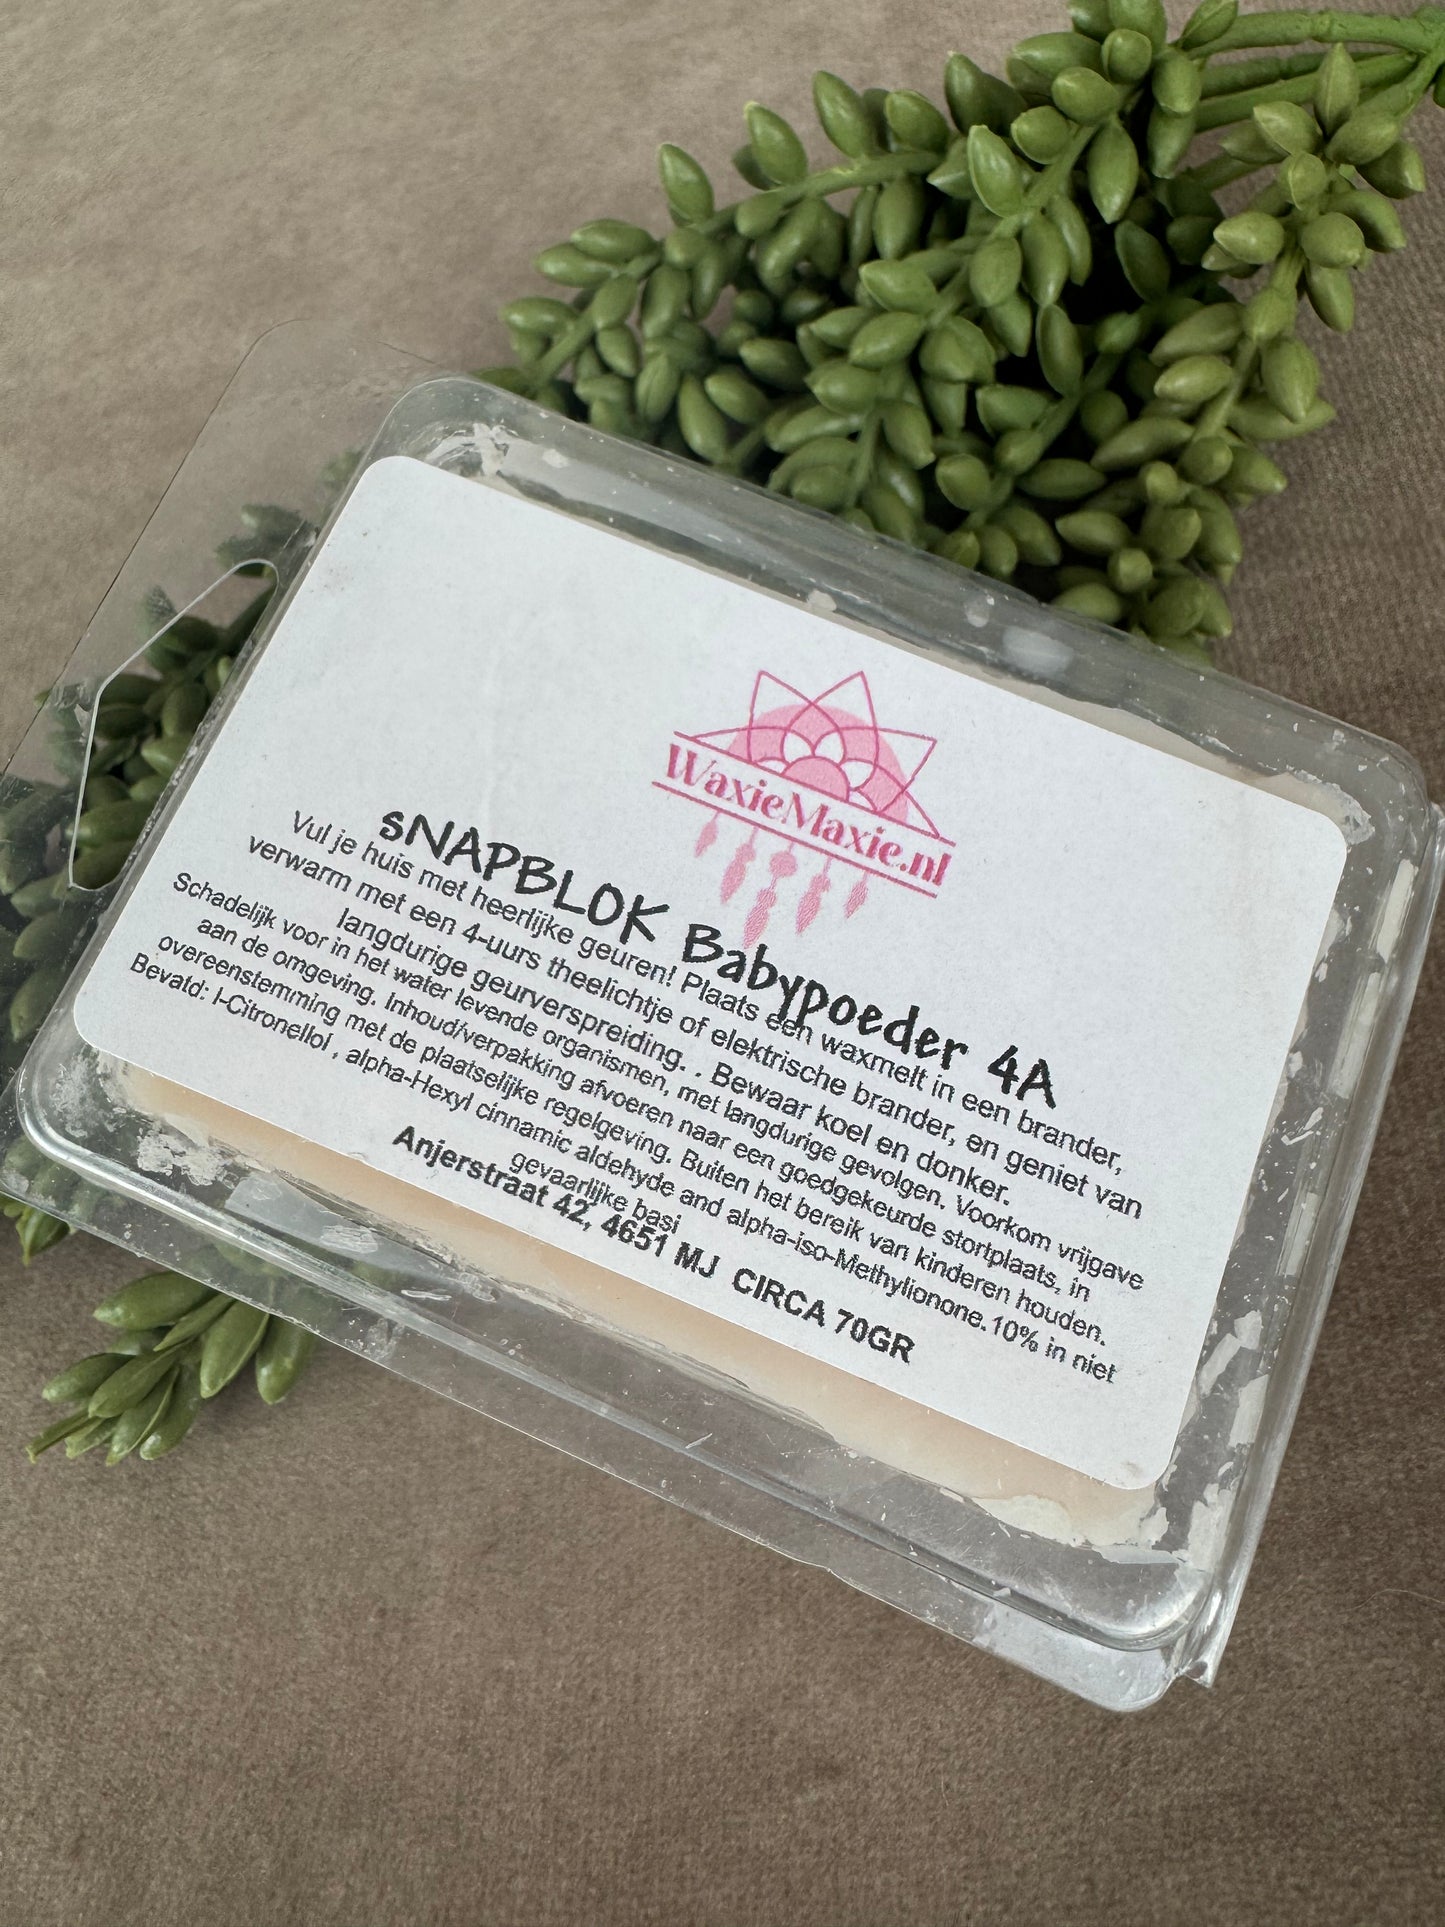 WaxieMaxie.nl
sNAPBLOK Babypoeder 4A
Vul je huis met heerlijke geuren! Plaats een waxmelt in een brander,
verwarm met een 4-uurs theelichtje of elektrische brander, en geniet van
langdurige geurverspreiding. . Bewaar koel en donker.
Schadelijk voor in het water levende organismen, met langdurige gevolgen. Voorkom vrijgave
aan de omgeving. Inhoud/verpakking afvoeren naar een goedgekeurde stortplaats, in
overeenstemming met de plaatselijke regelgeving. Buiten het bereik van kinderen houden.
Bevatd: l-Citronellol , alpha-Hexyl cinnamic aldehyde and alpha-iso-Methylionone.10% in niet
gevaarlijke basi
Anjerstraat 42, 4651 MJ CIRCA 70GR